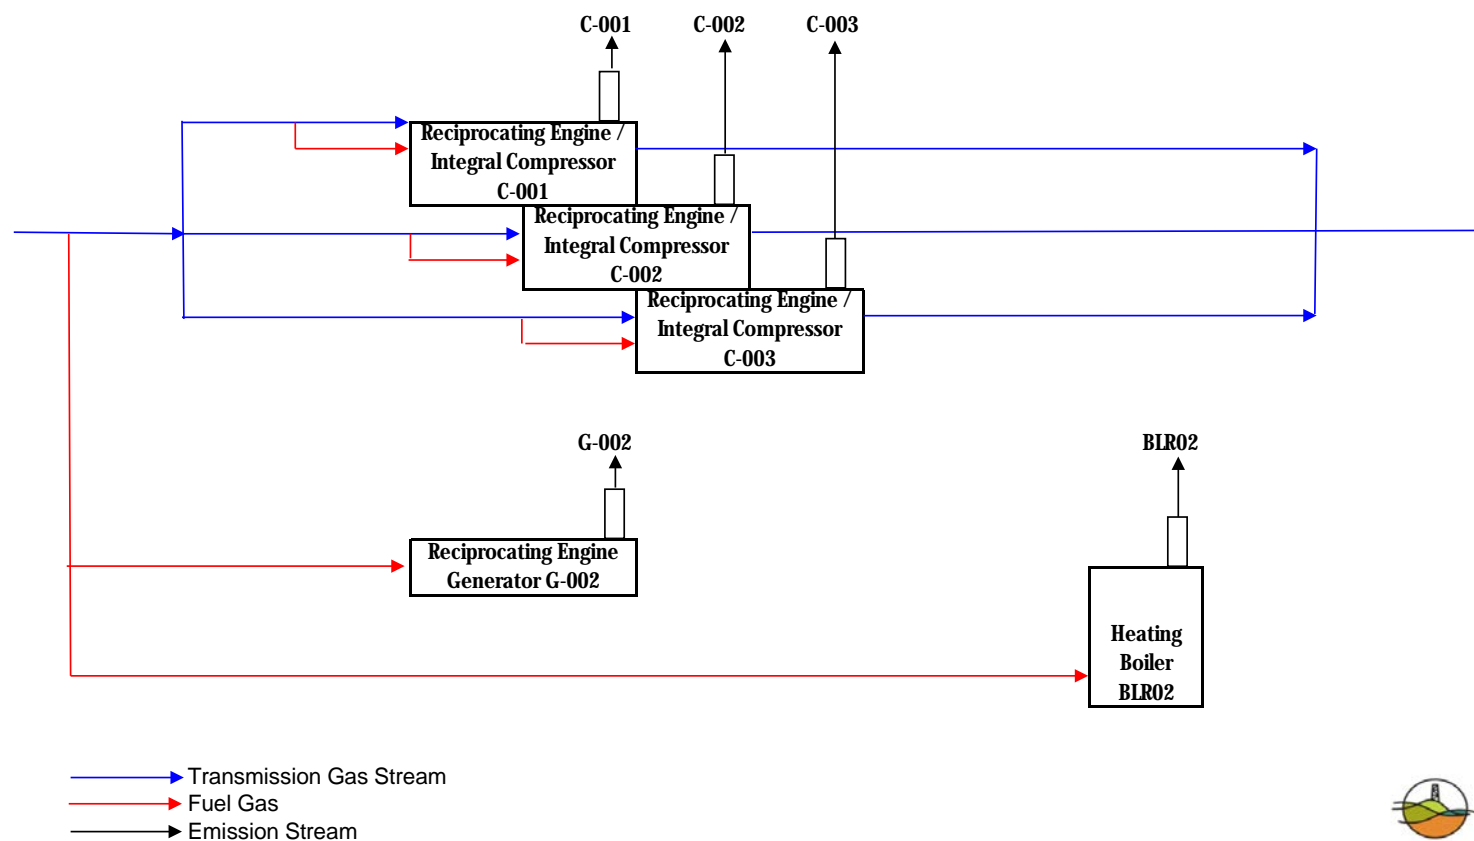 C-001
C-002
C-003
Reciprocating Engine /
Integral Compressor
C-001
Reciprocating Engine /
Integral Compressor
C-002
Reciprocating Engine /
Integral Compressor
C-003
G-002
BLR02
Reciprocating Engine
Generator G-002
Heating
Boiler
BLR02
Transmission Gas Stream
Fuel Gas
Emission Stream